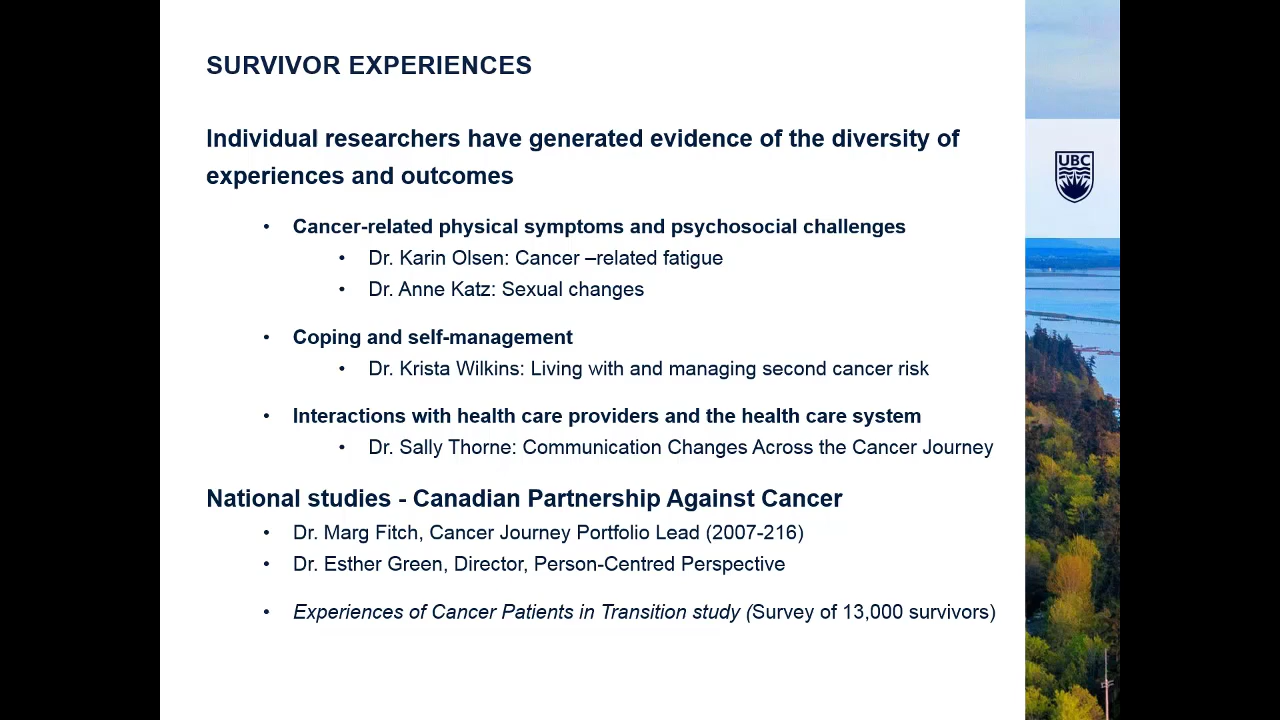 SURVIVOR EXPERIENCES
Individual researchers have generated evidence of the diversity of
experiences and outcomes
• Cancer-related physical symptoms and psychosocial challenges
• Dr. Karin Olsen: Cancer –related fatigue
• Dr. Anne Katz: Sexual changes
• Coping and self-management
• Dr. Krista Wilkins: Living with and managing second cancer risk
• Interactions with health care providers and the health care system
• Dr. Sally Thorne: Communication Changes Across the Cancer Journey
National studies - Canadian Partnership Against Cancer
• Dr. Marg Fitch, Cancer Journey Portfolio Lead (2007-216)
• Dr. Esther Green, Director, Person-Centred Perspective
• Experiences of Cancer Patients in Transition study (Survey of 13,000 survivors)
UBC